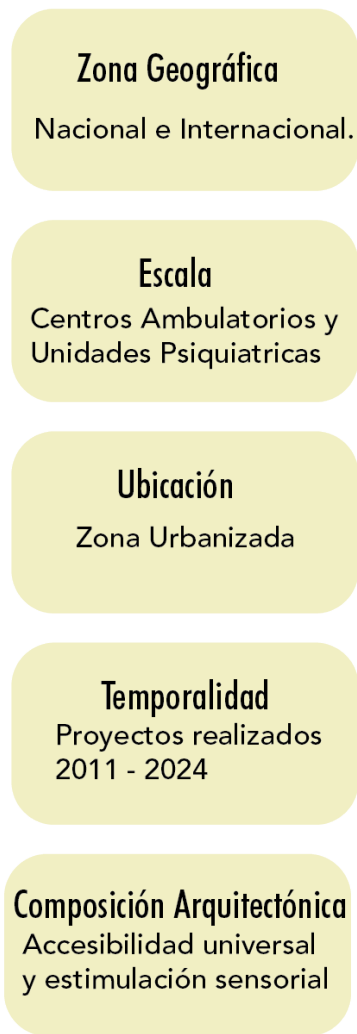 Zona Geográfica
Nacional e Internacional.
Escala
Centros Ambulatorios y
Unidades Psiquiatricas
Ubicación
Zona Urbanizada
Temporalidad
Proyectos realizados
2011 - 2024
Composición Arquitectónica
Accesibilidad universal
y estimulación sensorial